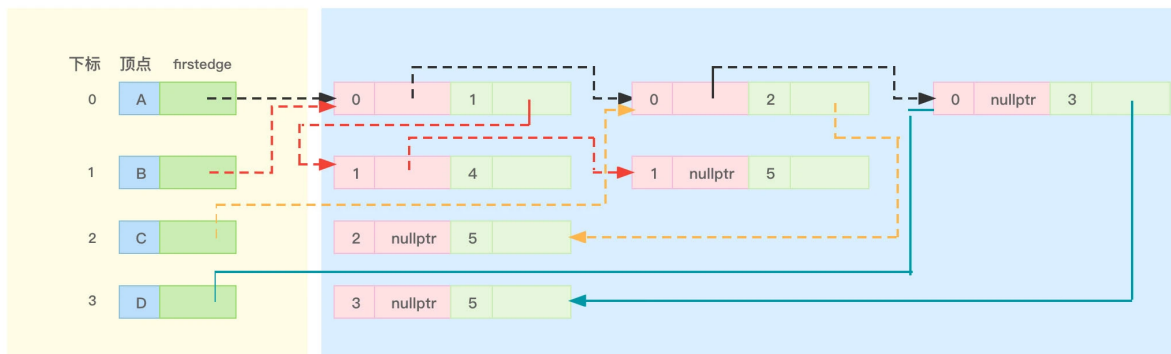 下标 顶点 firstedge
0 A 0 1 0 2 0 nullptr 3
1 B 1 4 1 nullptr 5
2 C 2 nullptr 5
3 D 3 nullptr 5